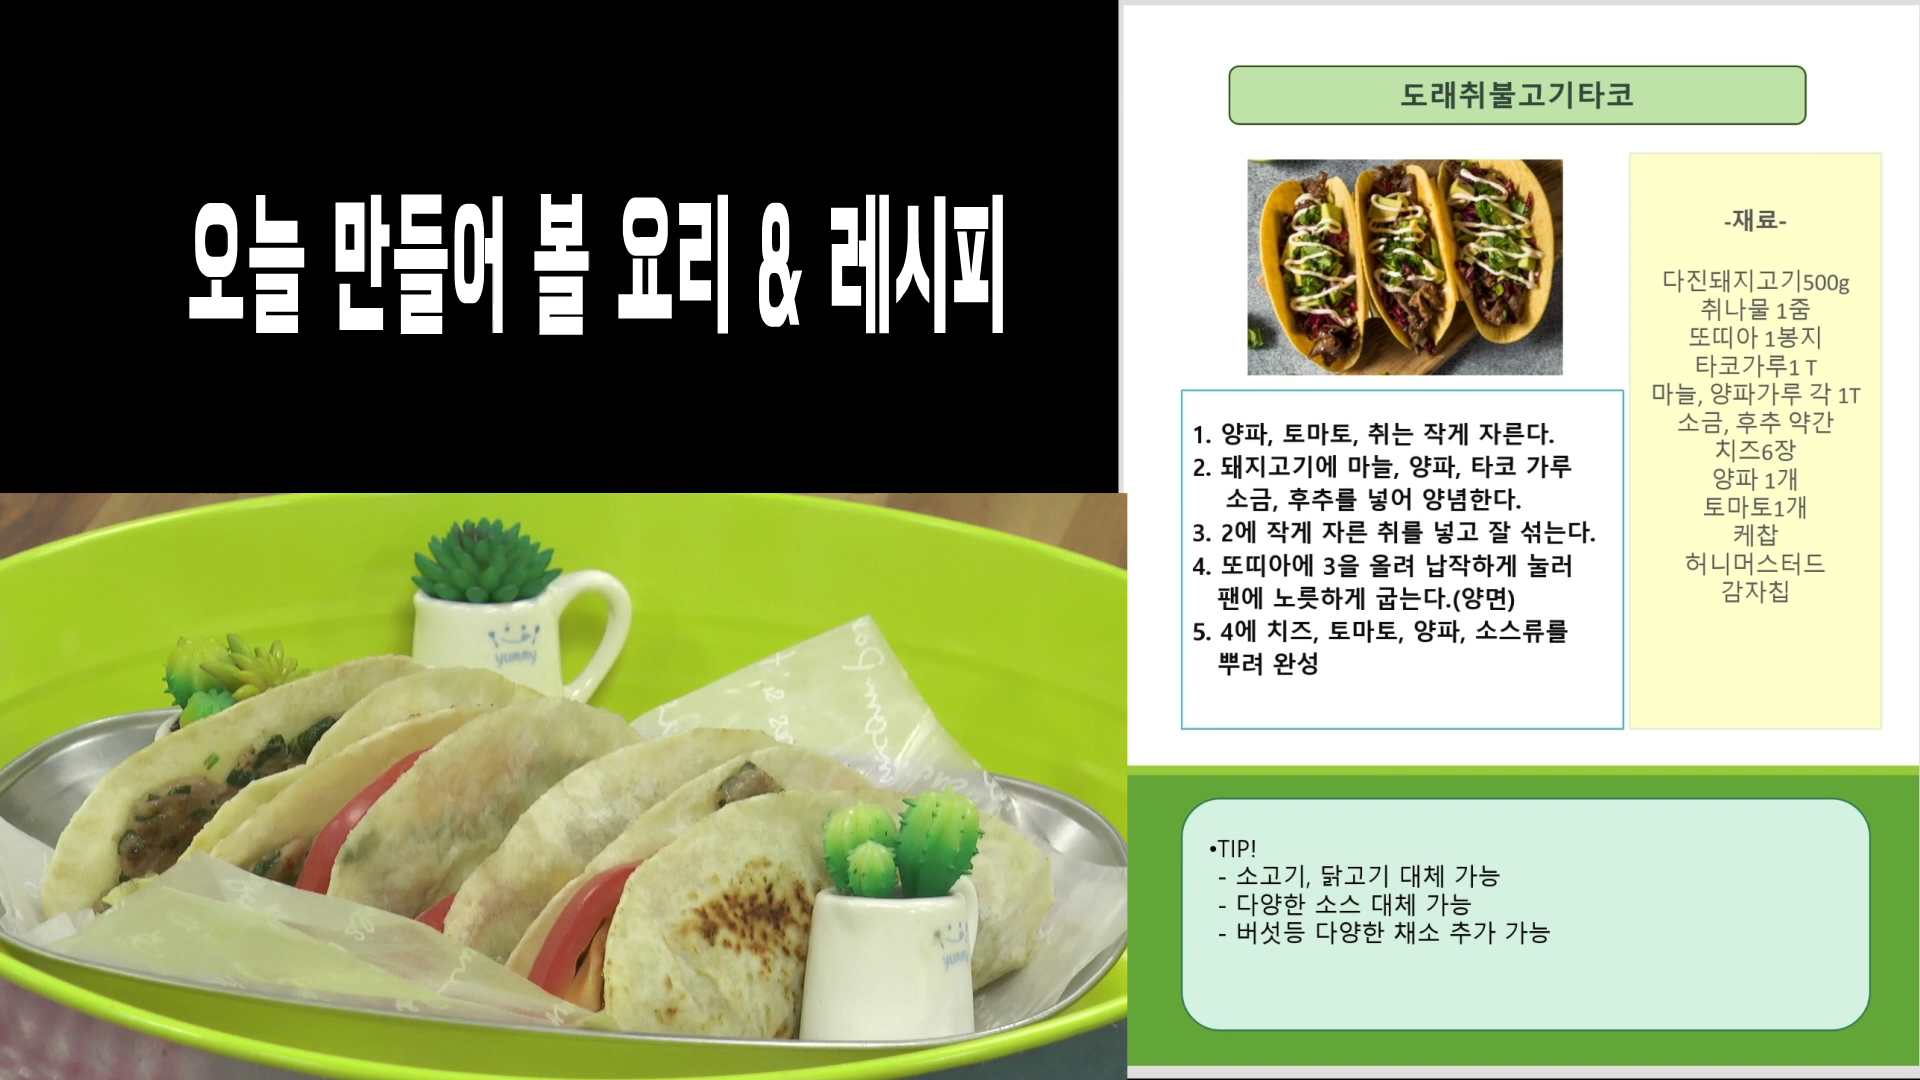 오늘 만들어 볼 요리 & 레시피
도래취불고기타코
-재료-
다진돼지고기500g
취나물 1줌
또띠아 1봉지
타코가루1 T
마늘, 양파가루 각 1T
소금, 후추 약간
치즈6장
양파 1개
토마토1개
케찹
허니머스터드
감자칩
1. 양파, 토마토, 취는 작게 자른다.
2. 돼지고기에 마늘, 양파, 타코 가루
소금, 후추를 넣어 양념한다.
3. 2에 작게 자른 취를 넣고 잘 섞는다.
4. 또띠아에 3을 올려 납작하게 눌러
팬에 노릇하게 굽는다.(양면)
5. 4에 치즈, 토마토, 양파, 소스류를
뿌려 완성
•TIP!
- 소고기, 닭고기 대체 가능
- 다양한 소스 대체 가능
- 버섯등 다양한 채소 추가 가능
yummy
yummy